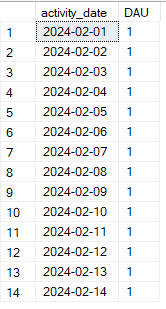 activity_date DAU
1 2024-02-01 1
2 2024-02-02 1
3 2024-02-03 1
4 2024-02-04 1
5 2024-02-05 1
6 2024-02-06 1
7 2024-02-07 1
8 2024-02-08 1
9 2024-02-09 1
10 2024-02-10 1
11 2024-02-11 1
12 2024-02-12 1
13 2024-02-13 1
14 2024-02-14 1